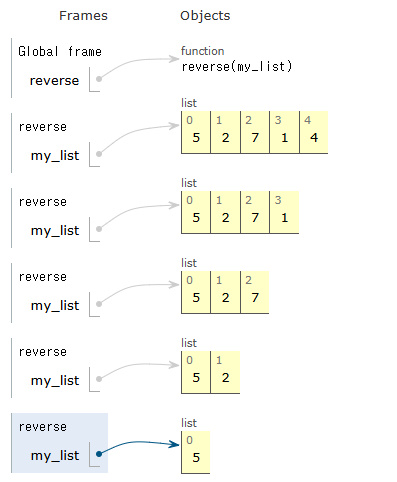 Frames Objects
Global frame
reverse
function
reverse(my_list)
reverse
my_list
list
0 1 2 3 4
5 2 7 1 4
reverse
my_list
list
0 1 2 3
5 2 7 1
reverse
my_list
list
0 1 2
5 2 7
reverse
my_list
list
0 1
5 2
reverse
my_list
list
0
5